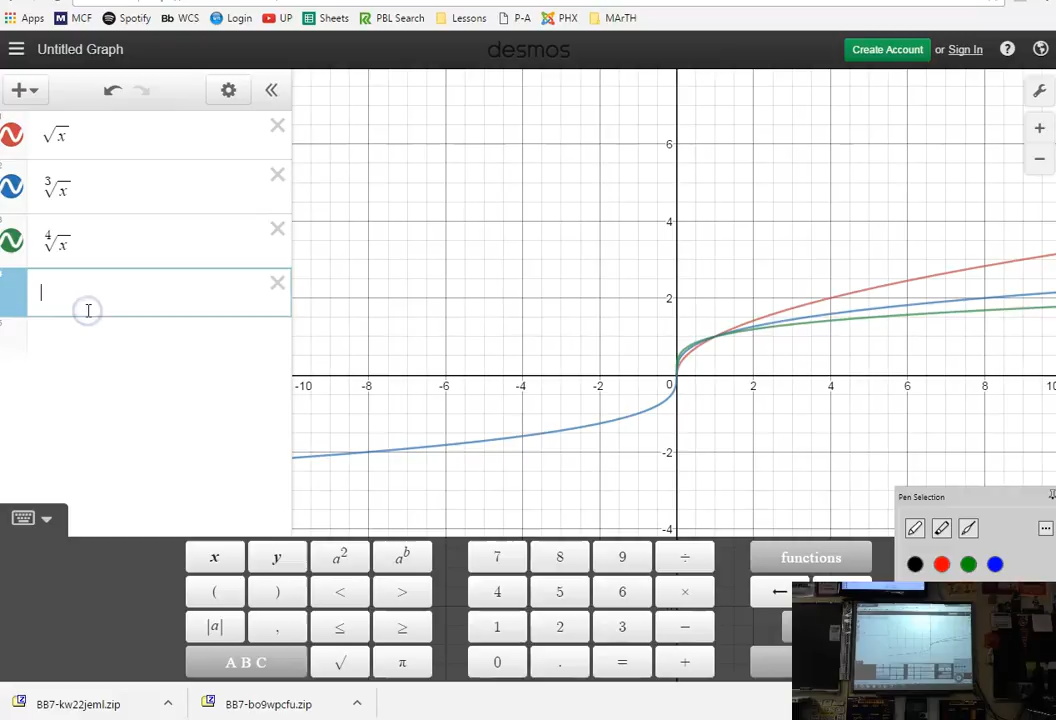 Apps MCF Spotify WCS Login UP Sheets PBL Search Lessons P-A PHX MArTH
Untitled Graph desmos Create Account or Sign In ?
√x
∛x
∜x
6
4
2
-10 -8 -6 -4 -2 0 2 4 6 8 10
-2
-4
Pen Selection
x y a² aᵇ 7 8 9 ÷ functions
( ) < > 4 5 6 × ←
|a| , ≤ ≥ 1 2 3 −
A B C √ π 0 . = +
BB7-kw22jeml.zip BB7-bo9wpcfu.zip